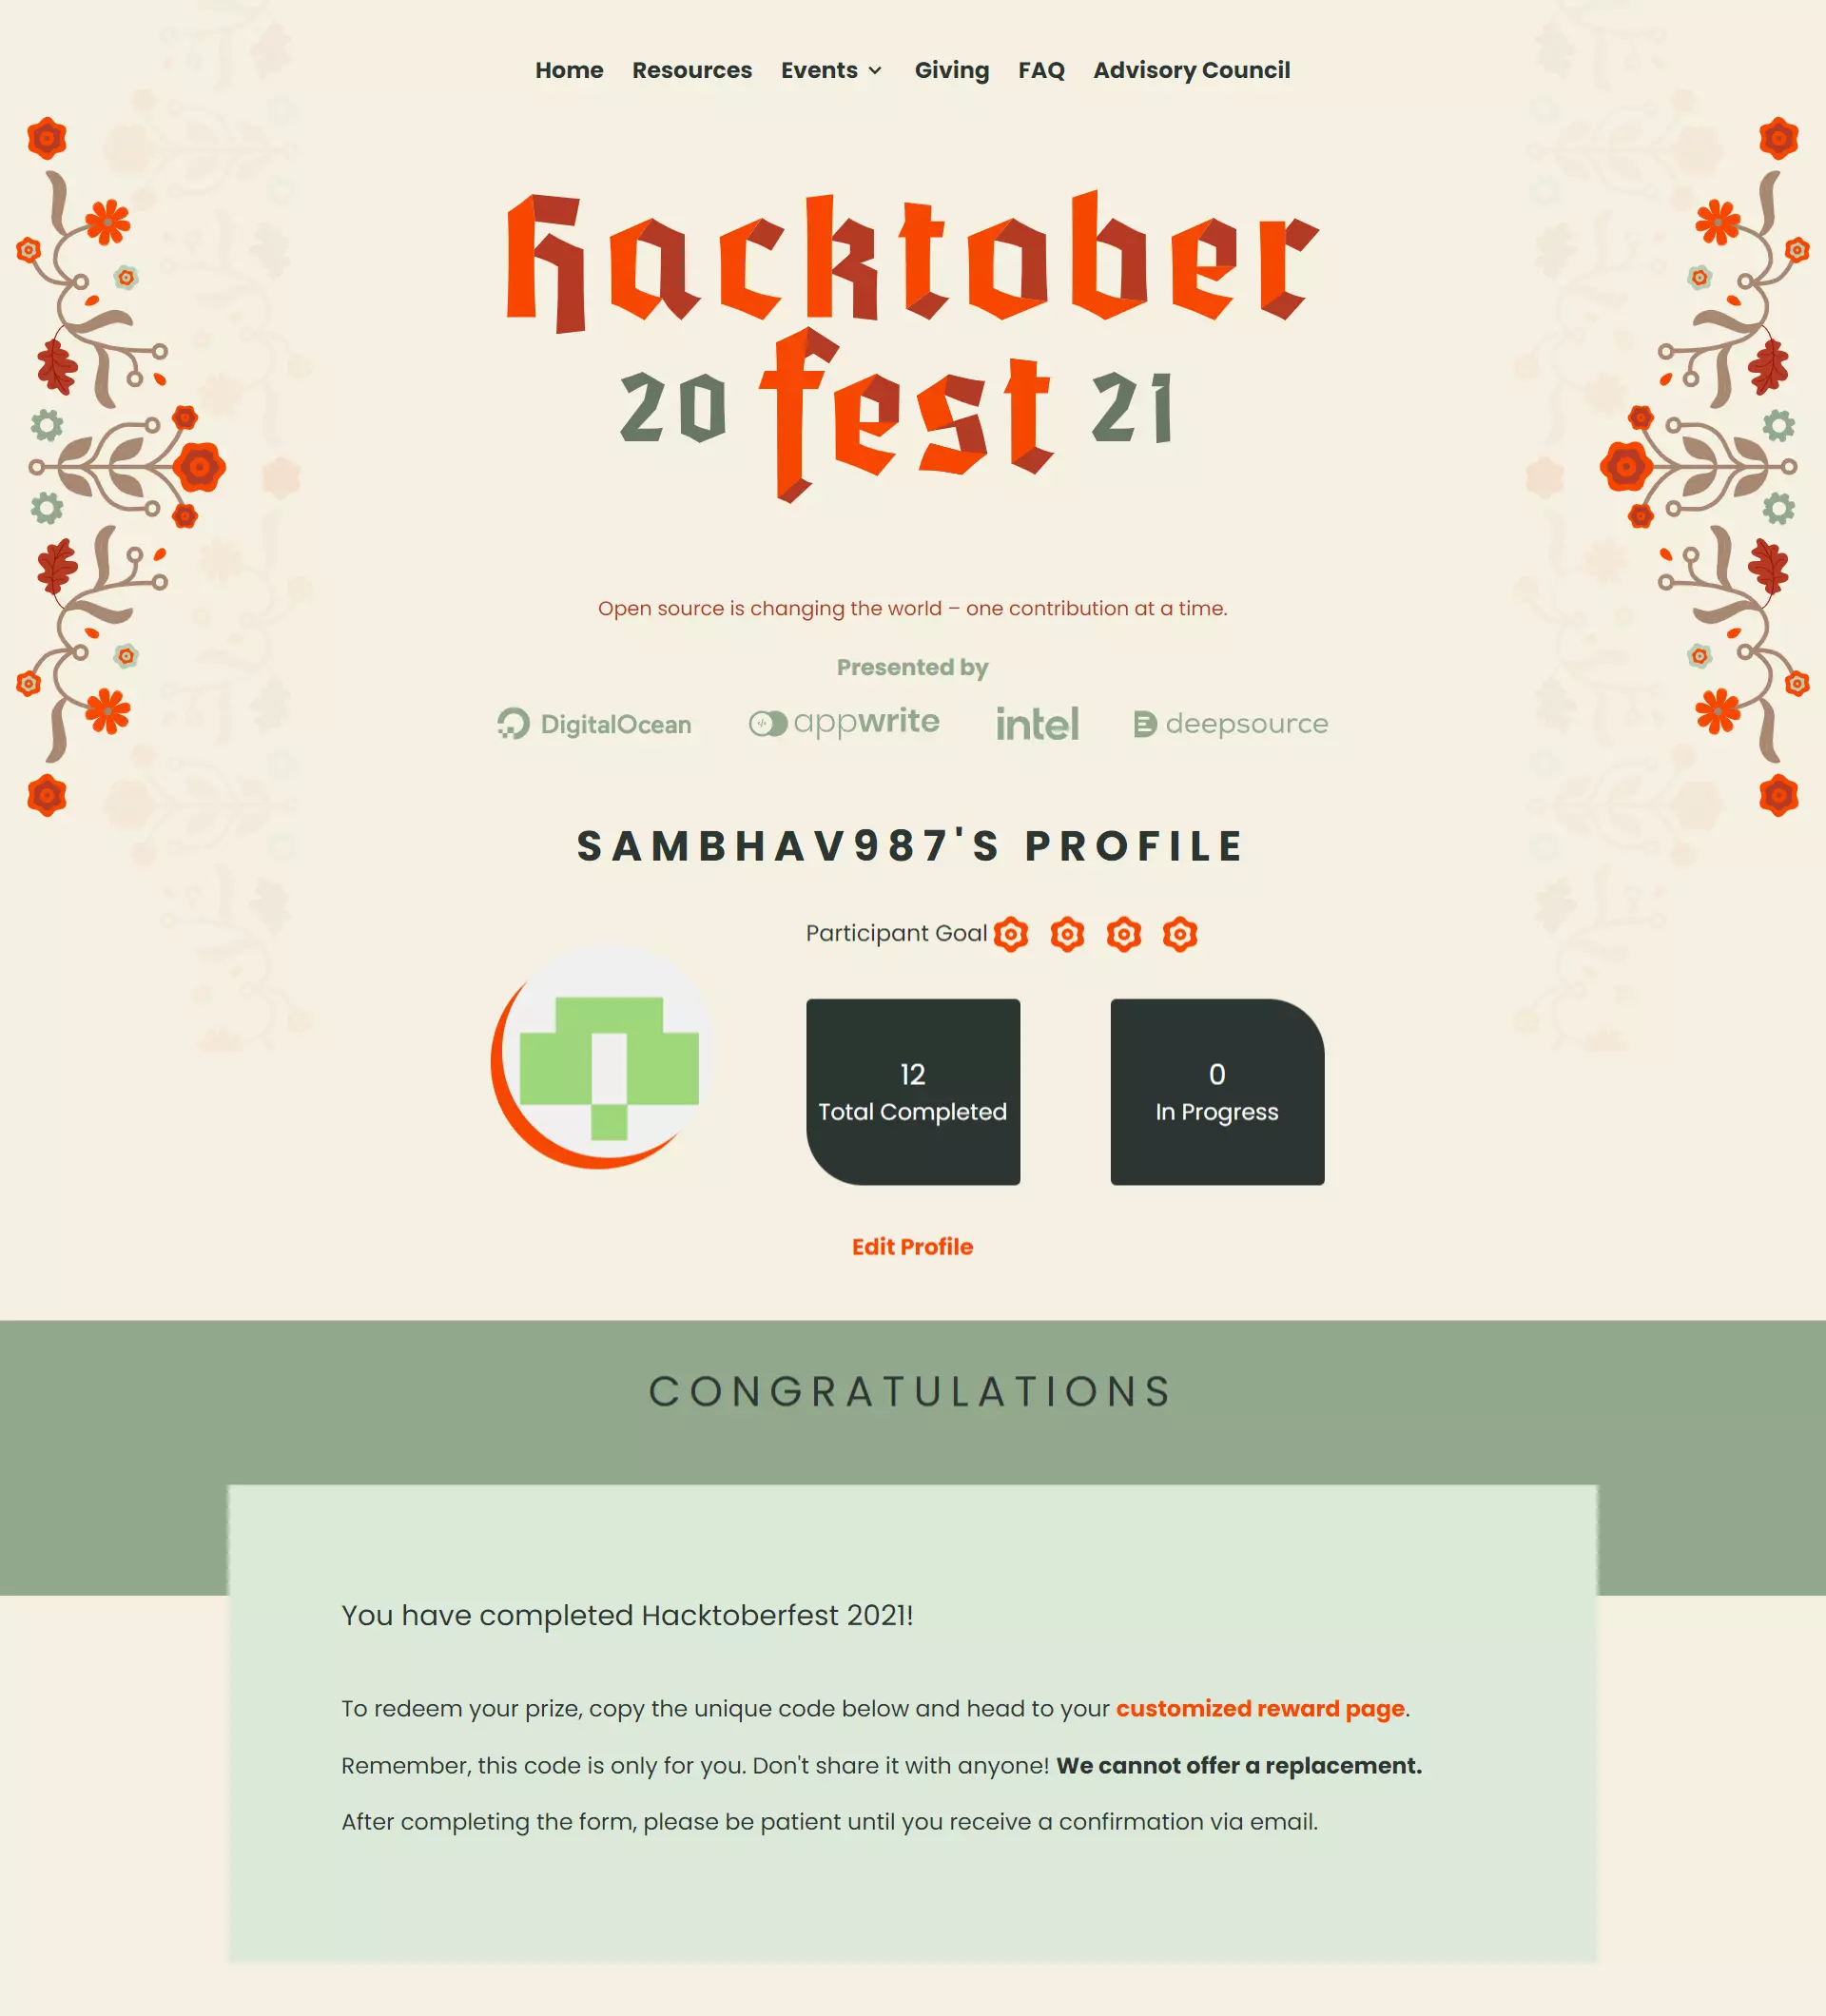 Home Resources Events Giving FAQ Advisory Council
hacktober
20 fest 21
Open source is changing the world – one contribution at a time.
Presented by
DigitalOcean appwrite intel deepsource
SAMBHAV987'S PROFILE
Participant Goal
12
Total Completed
0
In Progress
Edit Profile
CONGRATULATIONS
You have completed Hacktoberfest 2021!
To redeem your prize, copy the unique code below and head to your customized reward page.
Remember, this code is only for you. Don't share it with anyone! We cannot offer a replacement.
After completing the form, please be patient until you receive a confirmation via email.